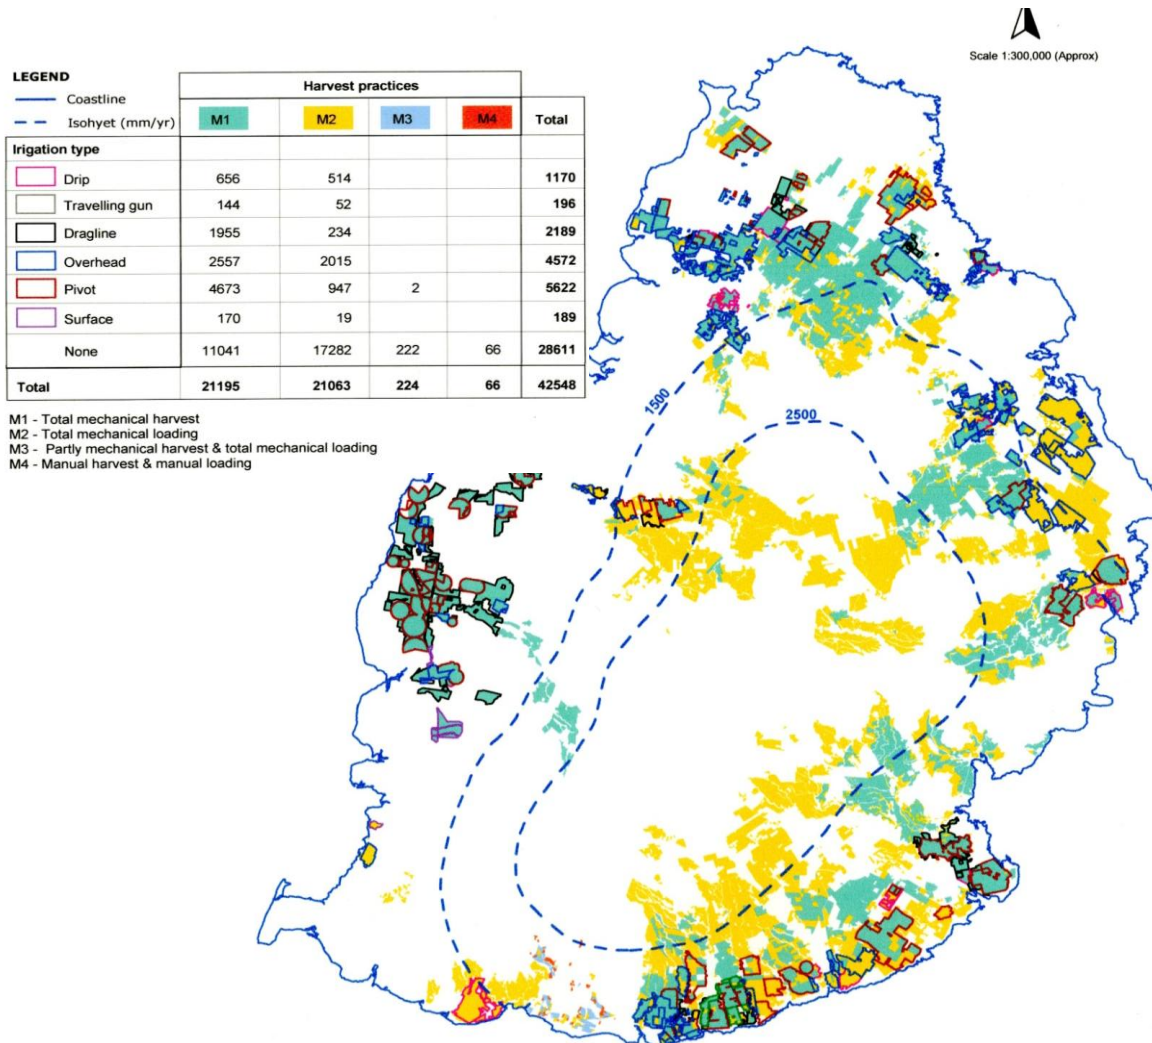 Scale 1:300,000 (Approx)
LEGEND
Coastline
Isohyet (mm/yr)
Harvest practices
M1 M2 M3 M4 Total
Irigation type
Drip 656 514 1170
Travelling gun 144 52 196
Dragline 1955 234 2189
Overhead 2557 2015 4572
Pivot 4673 947 2 5622
Surface 170 19 189
None 11041 17282 222 66 28611
Total 21195 21063 224 66 42548
M1 - Total mechanical harvest
M2 - Total mechanical loading
M3 - Partly mechanical harvest & total mechanical loading
M4 - Manual harvest & manual loading
1500
2500